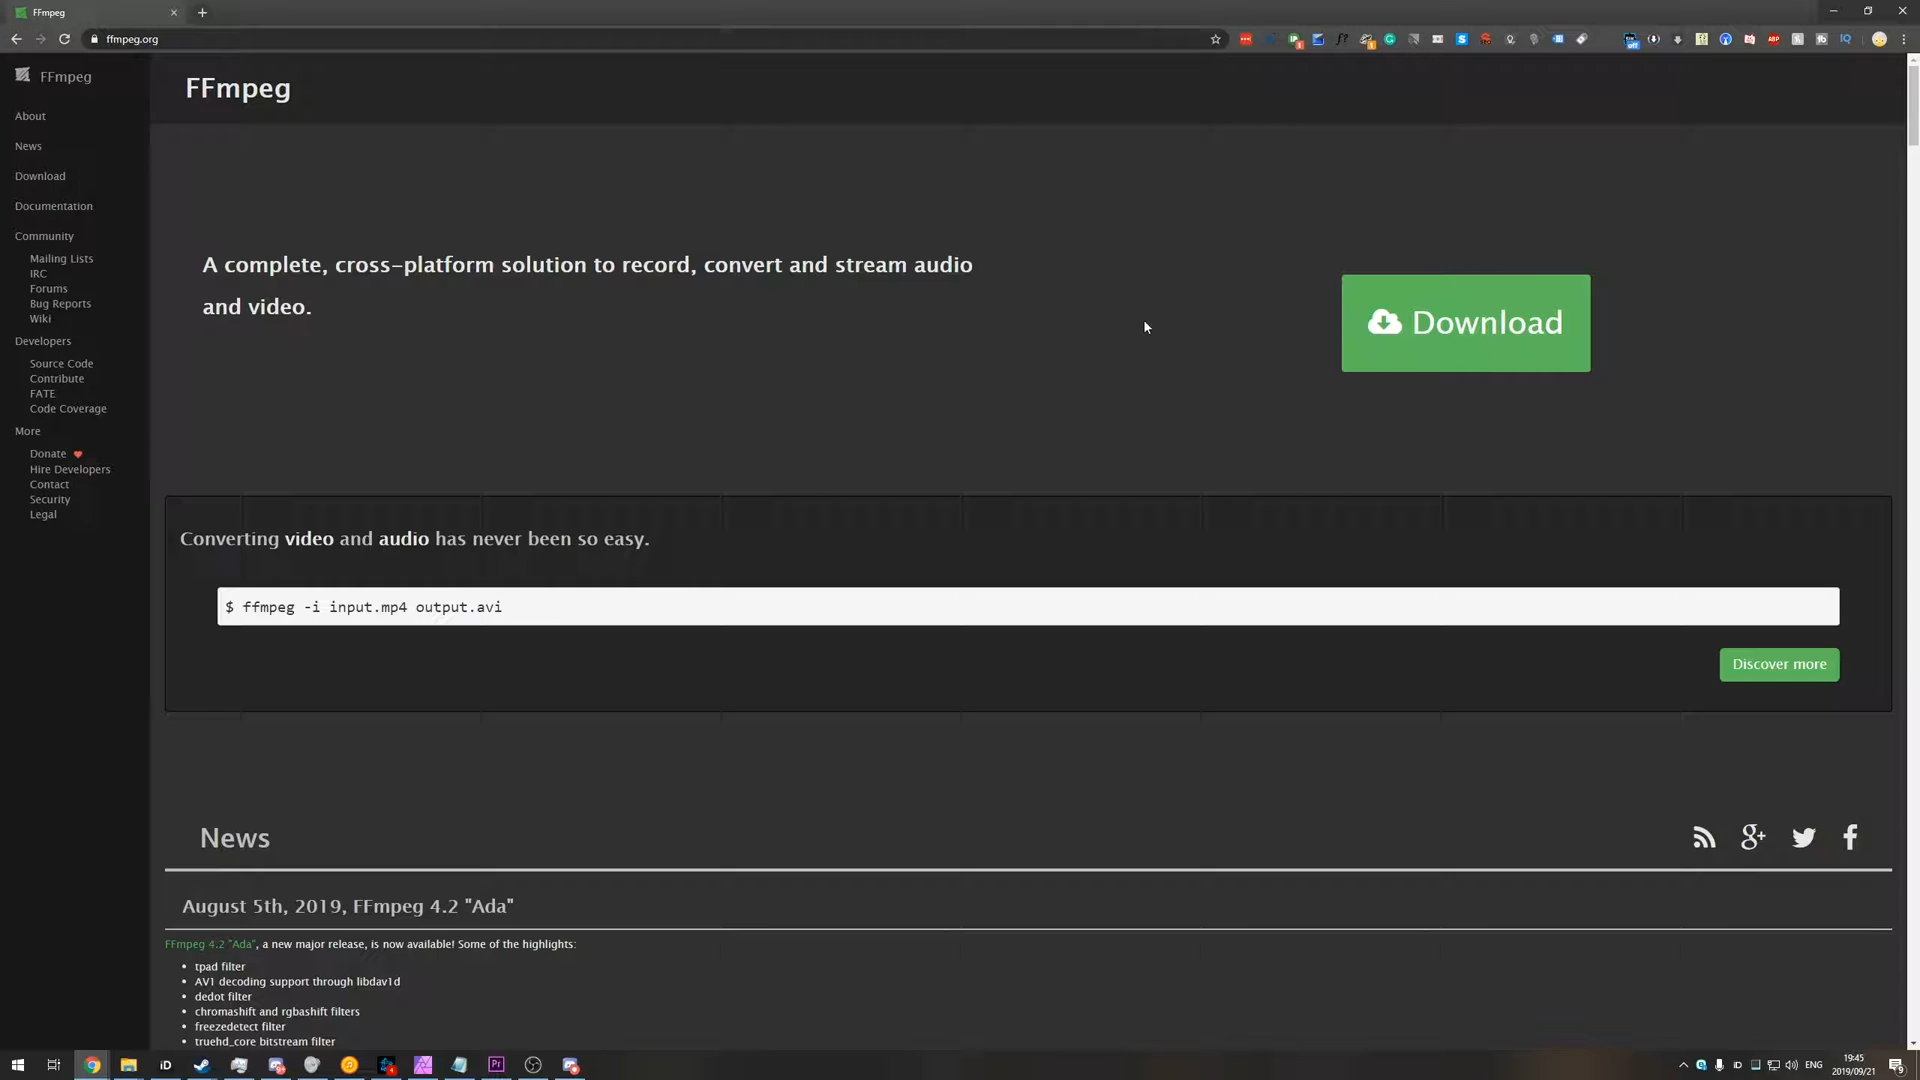 FFmpeg
ffmpeg.org
FFmpeg
About
News
Download
Documentation
Community
Mailing Lists
IRC
Forums
Bug Reports
Wiki
Developers
Source Code
Contribute
FATE
Code Coverage
More
Donate
Hire Developers
Contact
Security
Legal
FFmpeg
A complete, cross-platform solution to record, convert and stream audio
and video.
Download
Converting video and audio has never been so easy.
$ ffmpeg -i input.mp4 output.avi
Discover more
News
August 5th, 2019, FFmpeg 4.2 "Ada"
FFmpeg 4.2 "Ada", a new major release, is now available! Some of the highlights:
• tpad filter
• AV1 decoding support through libdav1d
• dedot filter
• chromashift and rgbashift filters
• freezedetect filter
• truehd_core bitstream filter
iD
Pr
ENG
19:45
2019/09/21